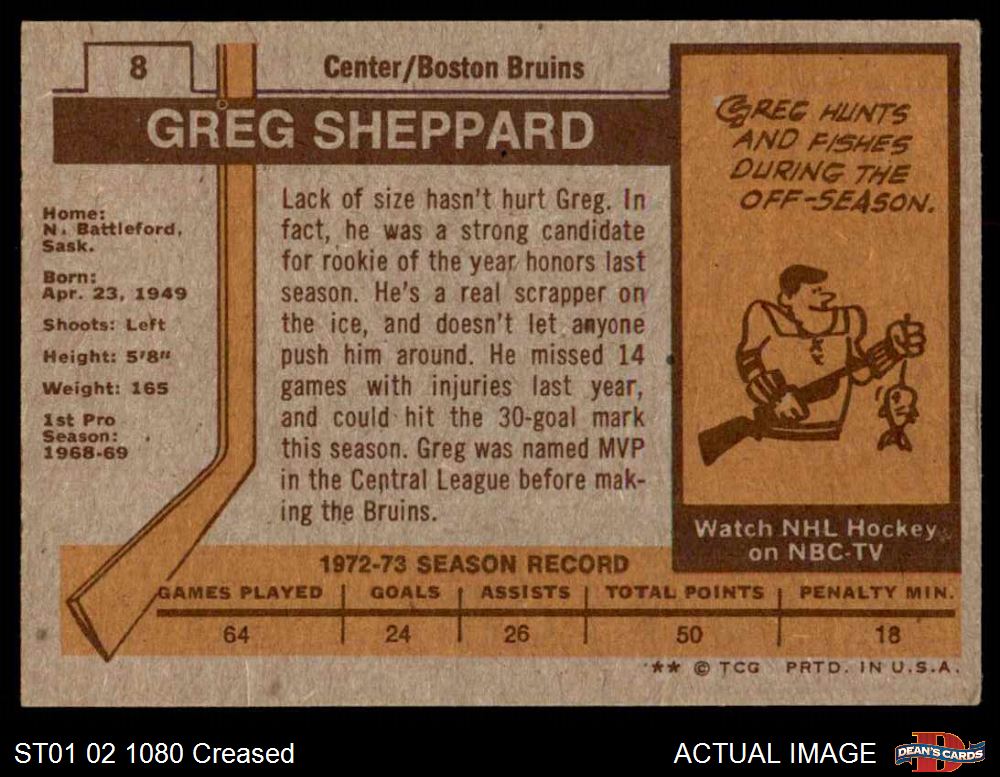 8
Center/Boston Bruins
GREG SHEPPARD
Home:
N. Battleford,
Sask.
Born:
Apr. 23, 1949
Shoots: Left
Height: 5'8"
Weight: 165
1st Pro
Season:
1968-69
Lack of size hasn't hurt Greg. In
fact, he was a strong candidate
for rookie of the year honors last
season. He's a real scrapper on
the ice, and doesn't let anyone
push him around. He missed 14
games with injuries last year,
and could hit the 30-goal mark
this season. Greg was named MVP
in the Central League before mak-
ing the Bruins.
GREG HUNTS
AND FISHES
DURING THE
OFF-SEASON.
Watch NHL Hockey
on NBC-TV
1972-73 SEASON RECORD
GAMES PLAYED GOALS ASSISTS TOTAL POINTS PENALTY MIN.
64 24 26 50 18
** © TCG PRTD. IN U.S.A.
ST01 02 1080 Creased
ACTUAL IMAGE
DEAN'S CARDS